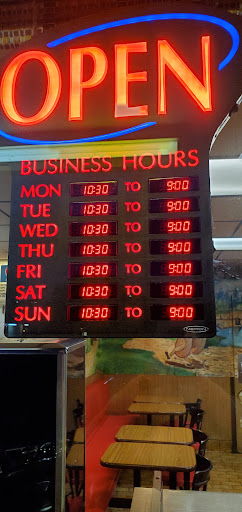 OPEN
BUSINESS HOURS
MON 10:30 TO 9:00
TUE 10:30 TO 9:00
WED 10:30 TO 9:00
THU 10:30 TO 9:00
FRI 10:30 TO 9:00
SAT 10:30 TO 9:00
SUN 10:30 TO 9:00